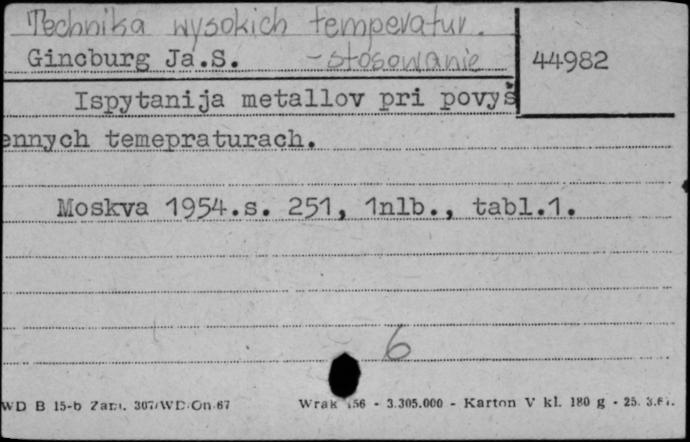 Technika wysokich temperatur.
Gincburg Ja.S. - stosowanie 44982
Ispytanija metallov pri povyš
ennych temepraturach.
Moskva 1954.s. 251, 1nlb., tabl.1.
6
WD B 15-b Zam. 307/WD/On/67 Wrak 156 - 3.305.000 - Karton V kl. 180 g - 25. 3.